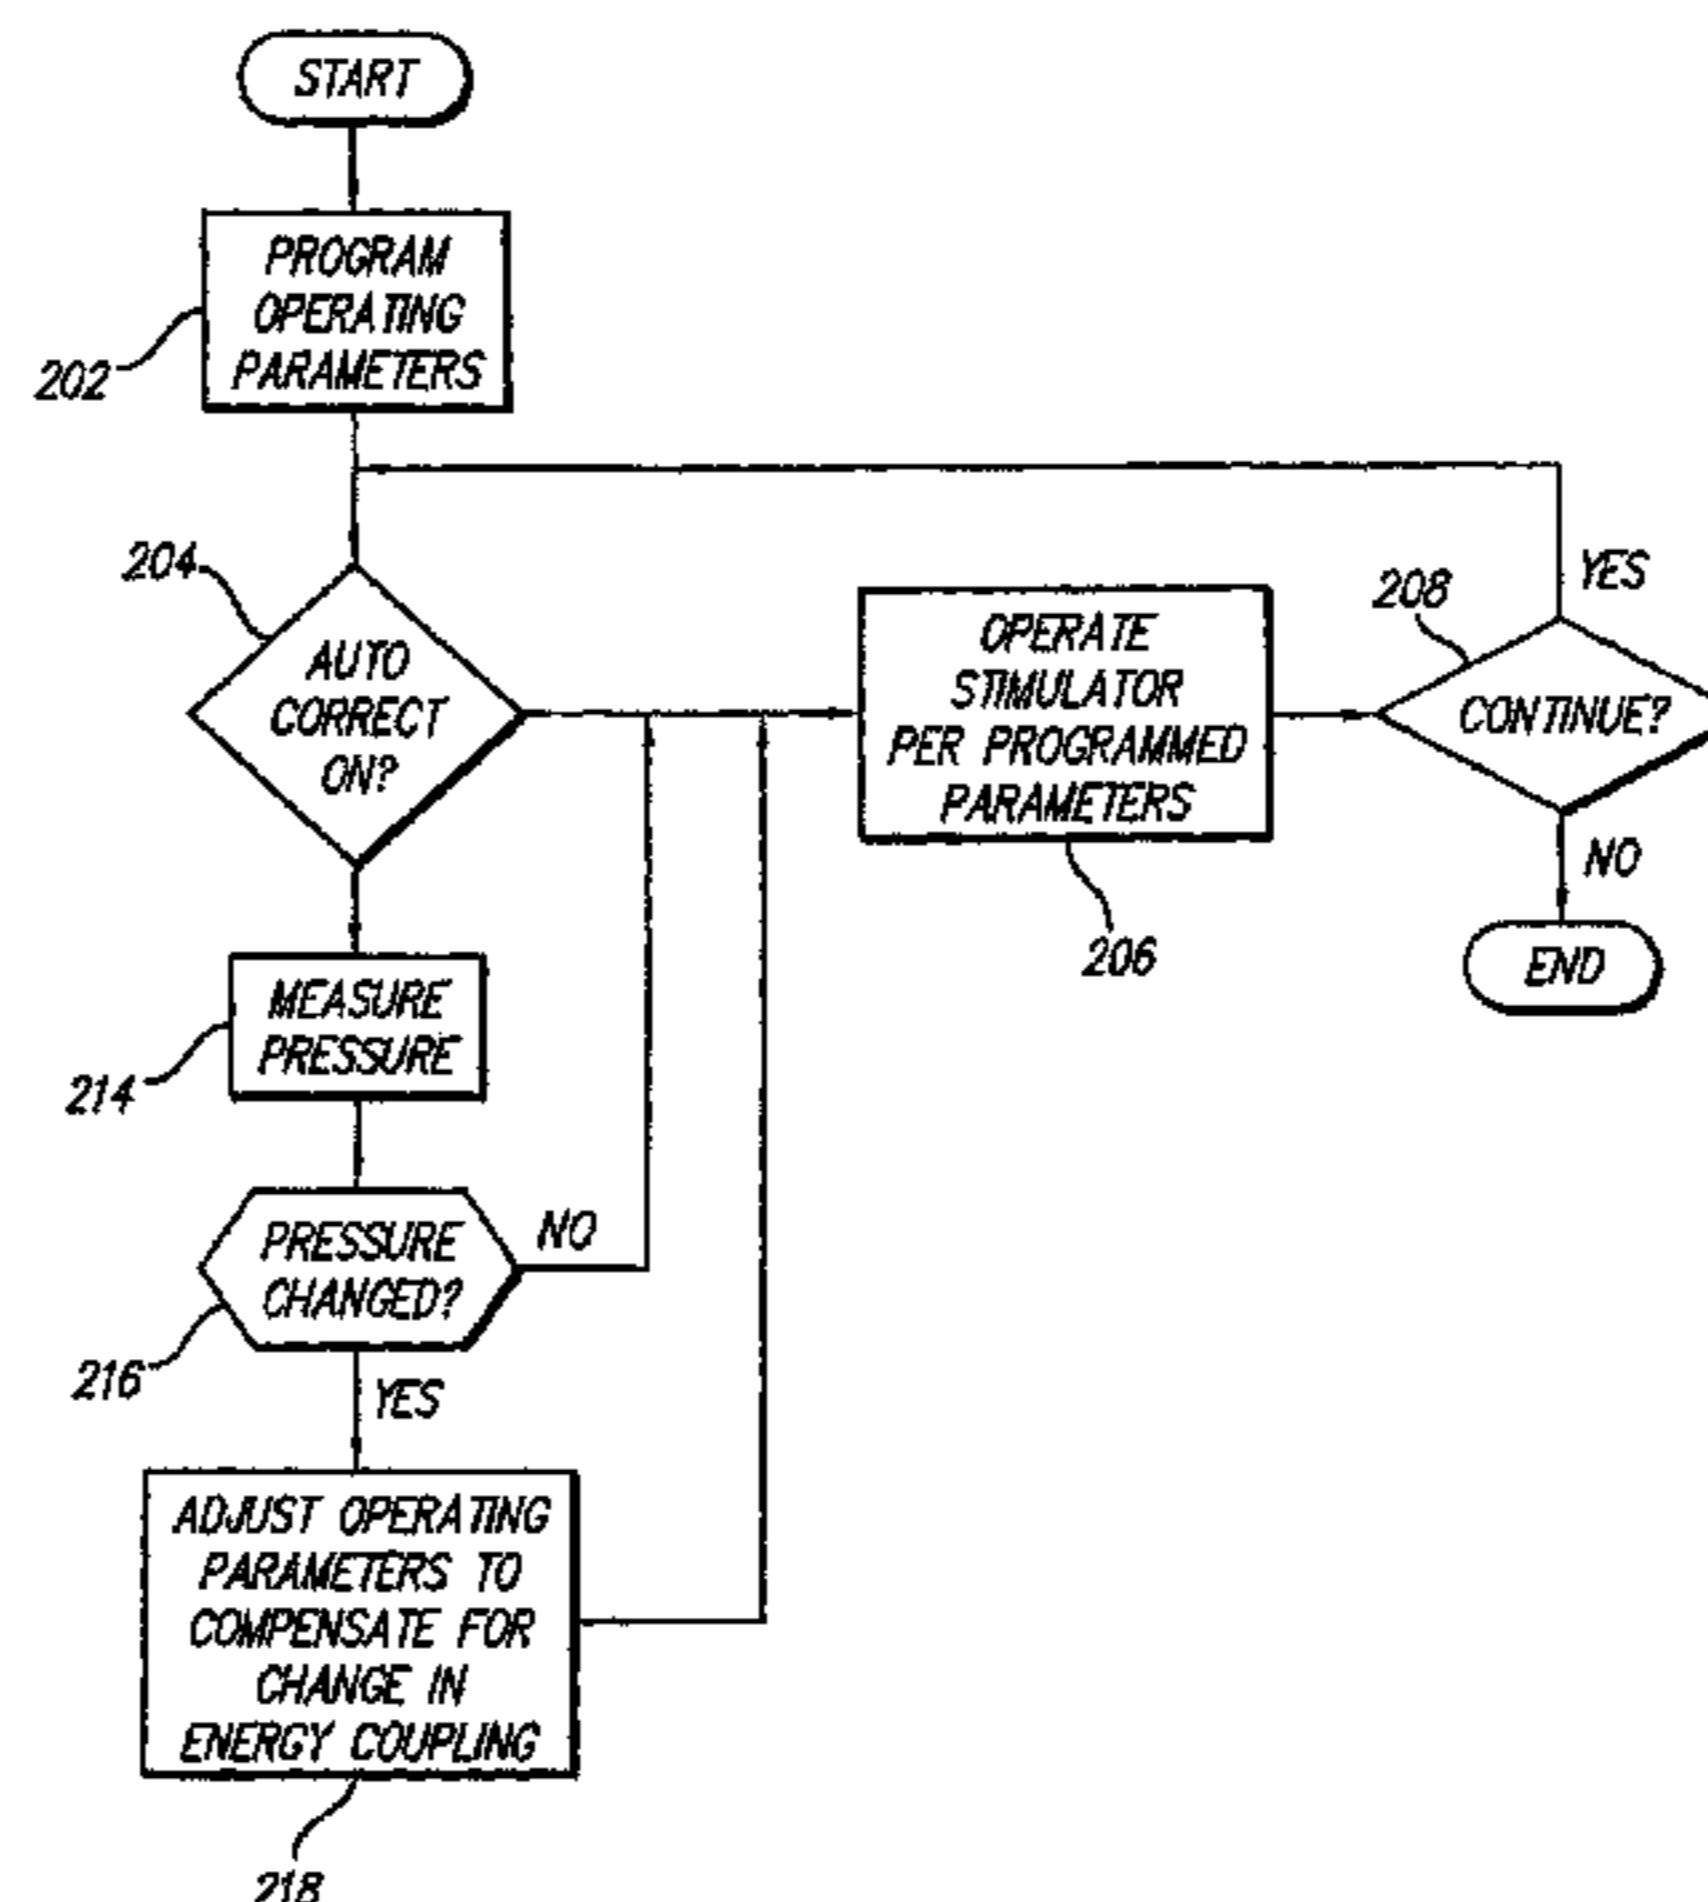 START
PROGRAM
OPERATING
PARAMETERS
202
204
AUTO
CORRECT
ON?
OPERATE
STIMULATOR
PER PROGRAMMED
PARAMETERS
206
208
YES
CONTINUE?
NO
END
MEASURE
PRESSURE
214
PRESSURE
CHANGED?
NO
216
YES
ADJUST OPERATING
PARAMETERS TO
COMPENSATE FOR
CHANGE IN
ENERGY COUPLING
218